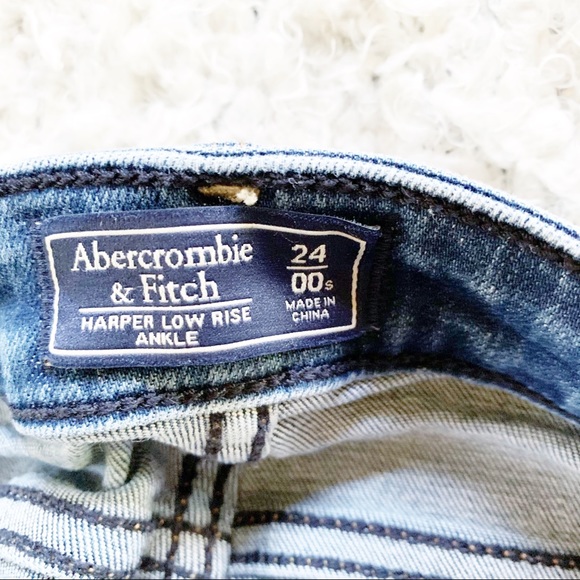 Abercrombie
& Fitch
HARPER LOW RISE
ANKLE
24
00s
MADE IN
CHINA